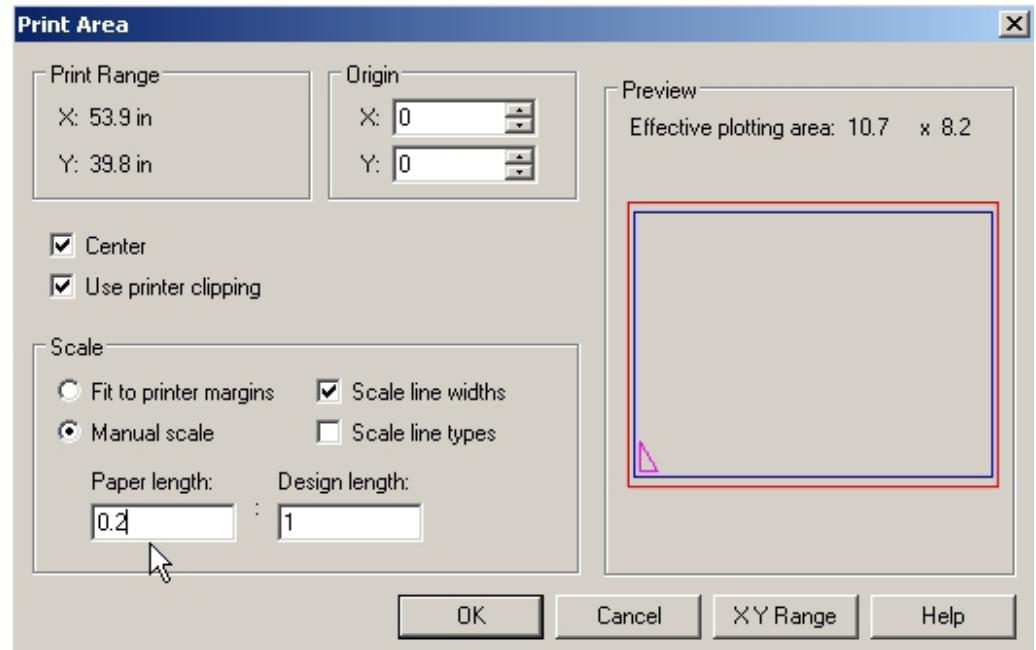 Print Area
Print Range
X: 53.9 in
Y: 39.8 in
Origin
X: 0
Y: 0
Center
Use printer clipping
Scale
Fit to printer margins
Scale line widths
Manual scale
Scale line types
Paper length: Design length:
0.2 : 1
Preview
Effective plotting area: 10.7 x 8.2
OK Cancel XY Range Help